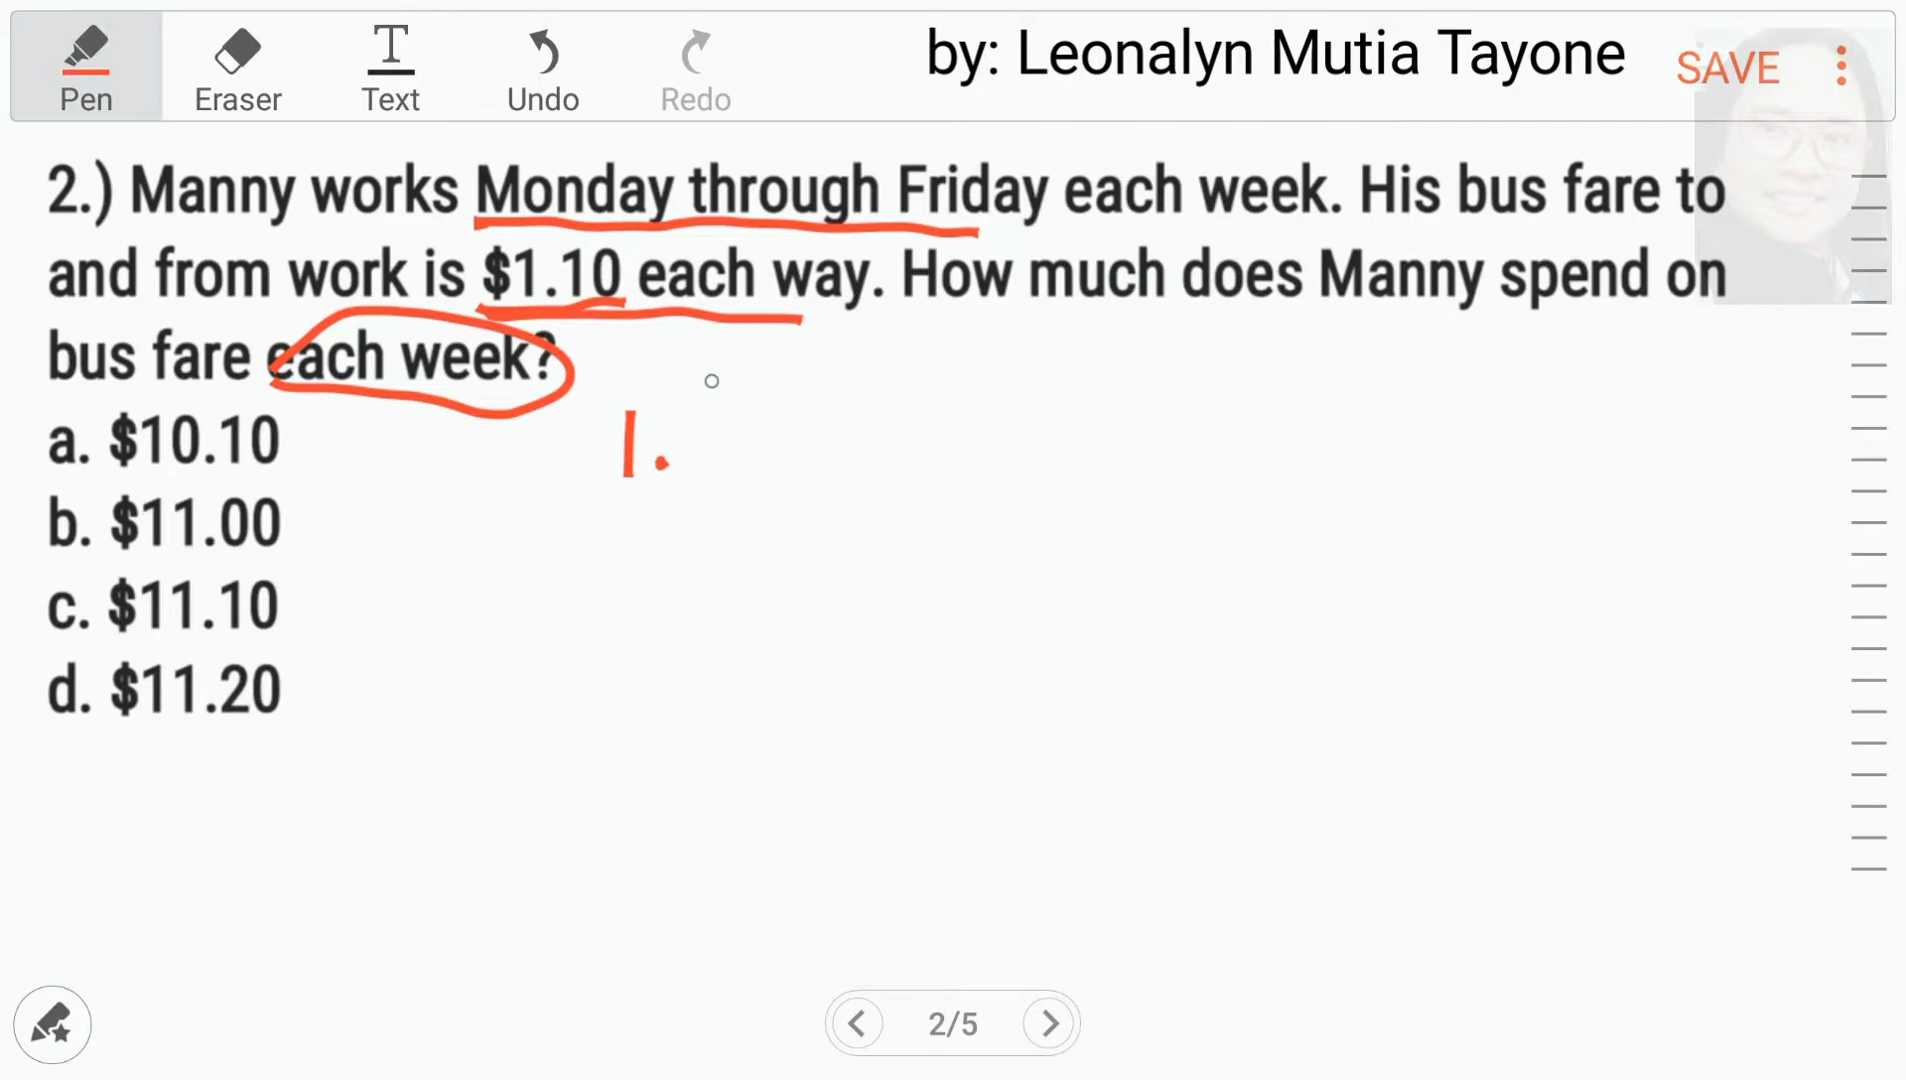 by: Leonalyn Mutia Tayone
SAVE
Pen
Eraser
Text
Undo
Redo
2.) Manny works Monday through Friday each week. His bus fare to
and from work is $1.10 each way. How much does Manny spend on
bus fare each week?
a. $10.10
1.
b. $11.00
c. $11.10
d. $11.20
2/5